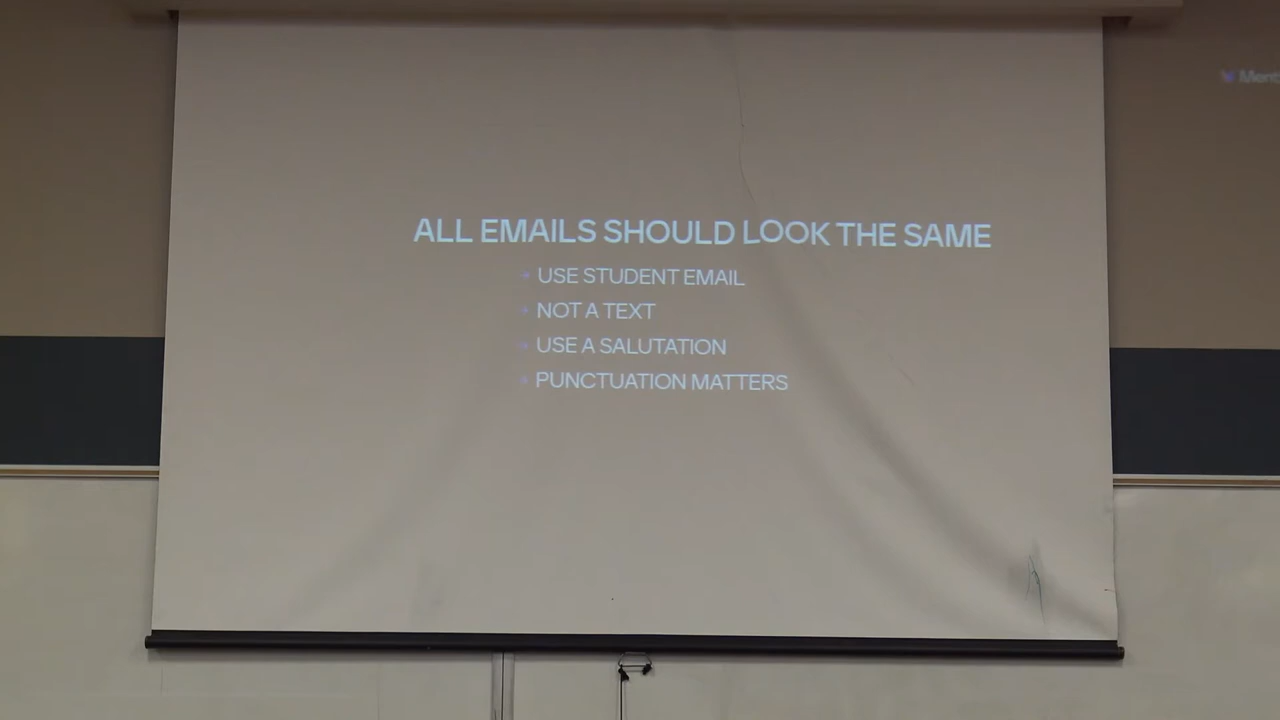 ALL EMAILS SHOULD LOOK THE SAME
USE STUDENT EMAIL
NOT A TEXT
USE A SALUTATION
PUNCTUATION MATTERS